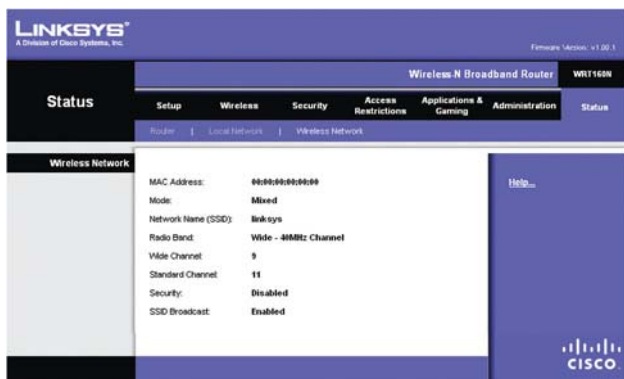 LINKSYS®
A Division of Cisco Systems, Inc.
Firmware Version: v1.00.1
Wireless-N Broadband Router WRT160N
Status
Setup Wireless Security Access Restrictions Applications & Gaming Administration Status
Router | Local Network | Wireless Network
Wireless Network
MAC Address: 00:00:00:00:00:00
Mode: Mixed
Network Name (SSID): linksys
Radio Band: Wide - 40MHz Channel
Wide Channel: 9
Standard Channel: 11
Security: Disabled
SSID Broadcast: Enabled
Help...
CISCO.